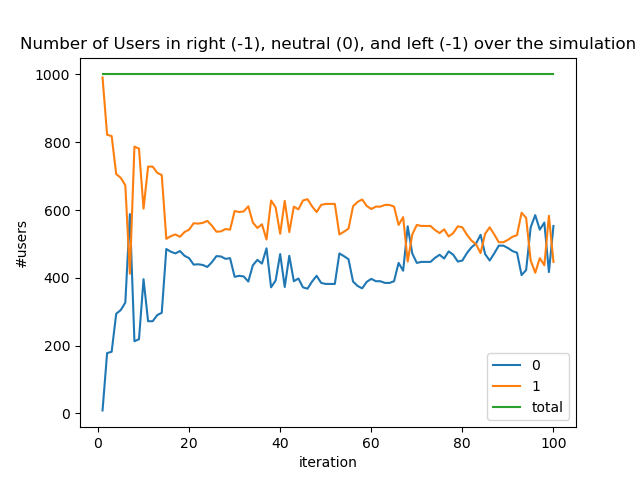 Number of Users in right (-1), neutral (0), and left (-1) over the simulation
1000
800
600
400
200
0
#users
0
1
total
0 20 40 60 80 100
iteration